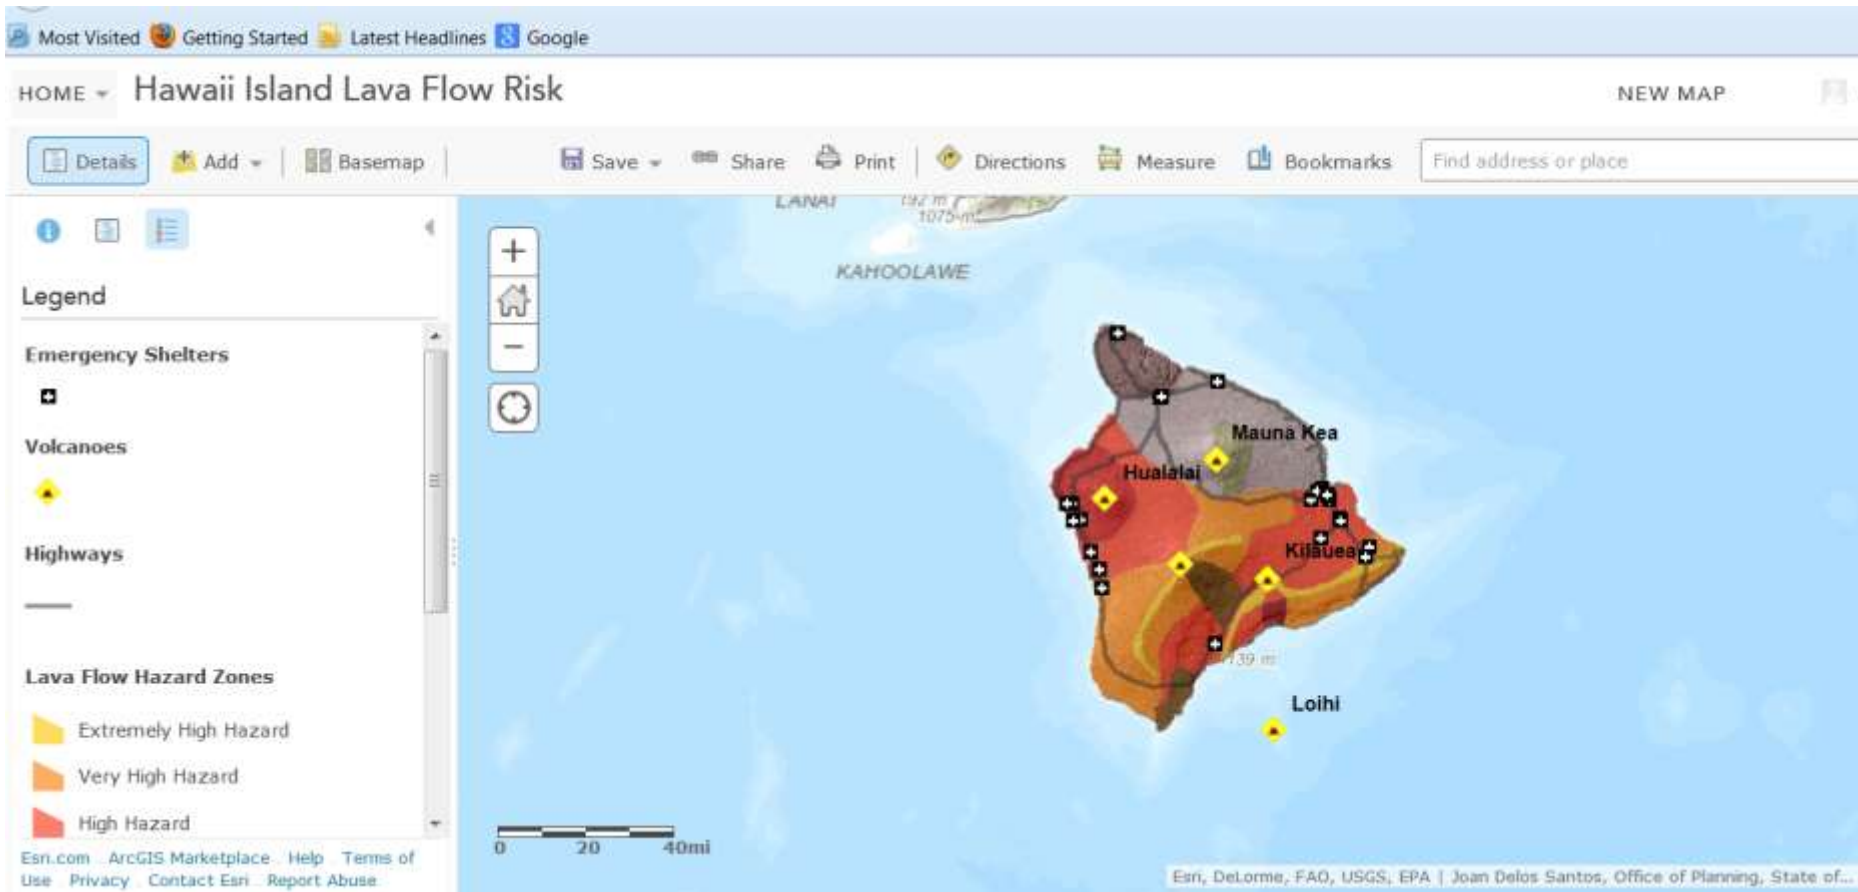 Most Visited Getting Started Latest Headlines Google
HOME Hawaii Island Lava Flow Risk NEW MAP
Details Add Basemap Save Share Print Directions Measure Bookmarks Find address or place
Legend
Emergency Shelters
Volcanoes
Highways
Lava Flow Hazard Zones
Extremely High Hazard
Very High Hazard
High Hazard
Esri.com ArcGIS Marketplace Help Terms of
Use Privacy Contact Esri Report Abuse
LANAI
1075 m
KAHOOLAWE
Mauna Kea
Hualalai
Kilauea
139 m
Loihi
0 20 40mi
Esri, DeLorme, FAO, USGS, EPA | Joan Delos Santos, Office of Planning, State of...